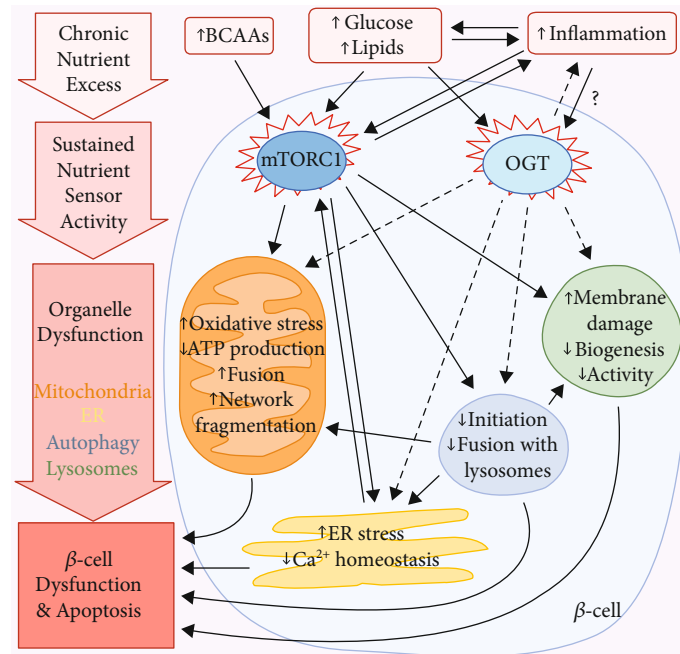 Chronic
Nutrient
Excess
↑BCAAs
↑Glucose
↑Lipids
↑Inflammation
?
Sustained
Nutrient
Sensor
Activity
mTORC1
OGT
Organelle
Dysfunction
Mitochondria
ER
Autophagy
Lysosomes
↑Oxidative stress
↓ATP production
↑Fusion
↑Network
fragmentation
↑Membrane
damage
↓Biogenesis
↓Activity
↓Initiation
↓Fusion with
lysosomes
↑ER stress
↓Ca²⁺ homeostasis
β-cell
Dysfunction
& Apoptosis
β-cell